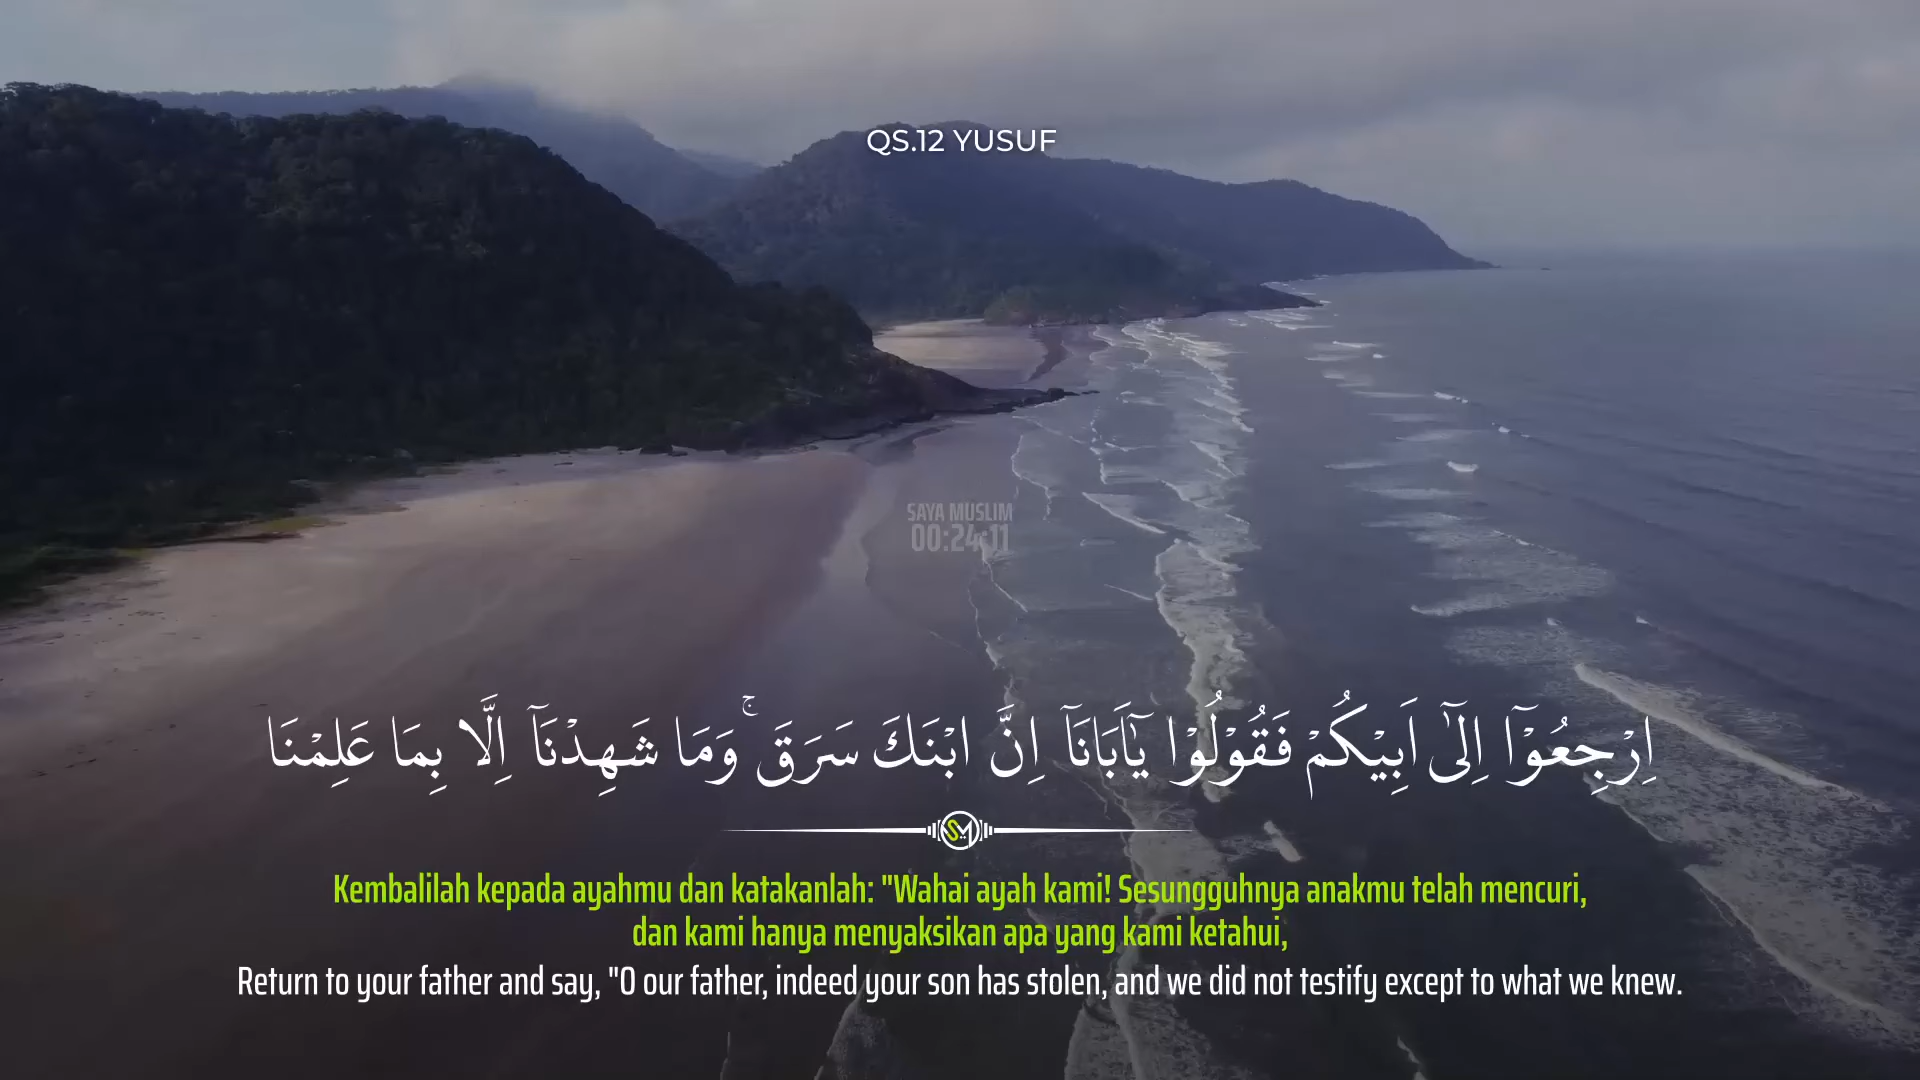 QS.12 YUSUF
SAYA MUSLIM
00:24:11
اِرْجِعُوْٓا اِلٰٓى اَبِيْكُمْ فَقُوْلُوْا يٰٓاَبَانَآ اِنَّ ابْنَكَ سَرَقَۚ وَمَا شَهِدْنَآ اِلَّا بِمَا عَلِمْنَا
SM
Kembalilah kepada ayahmu dan katakanlah: "Wahai ayah kami! Sesungguhnya anakmu telah mencuri,
dan kami hanya menyaksikan apa yang kami ketahui,
Return to your father and say, "O our father, indeed your son has stolen, and we did not testify except to what we knew.